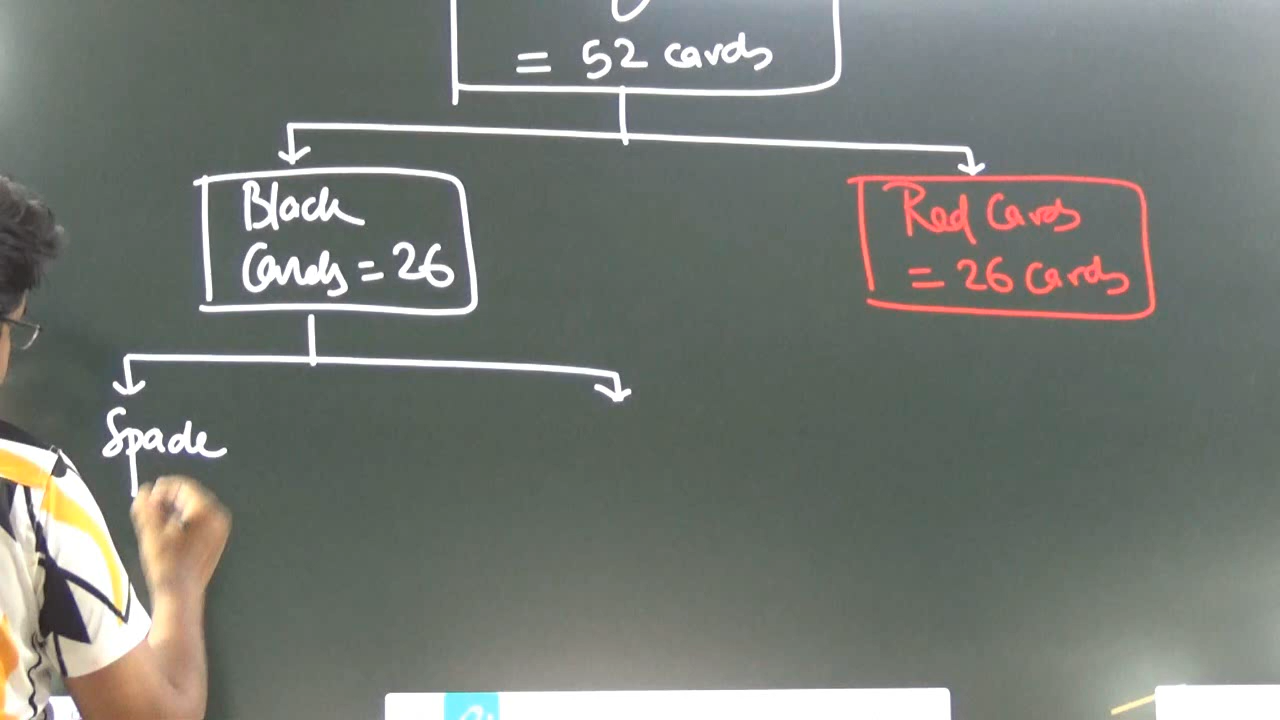 = 52 cards
Black
Cards = 26
Red Cards
= 26 cards
Spade